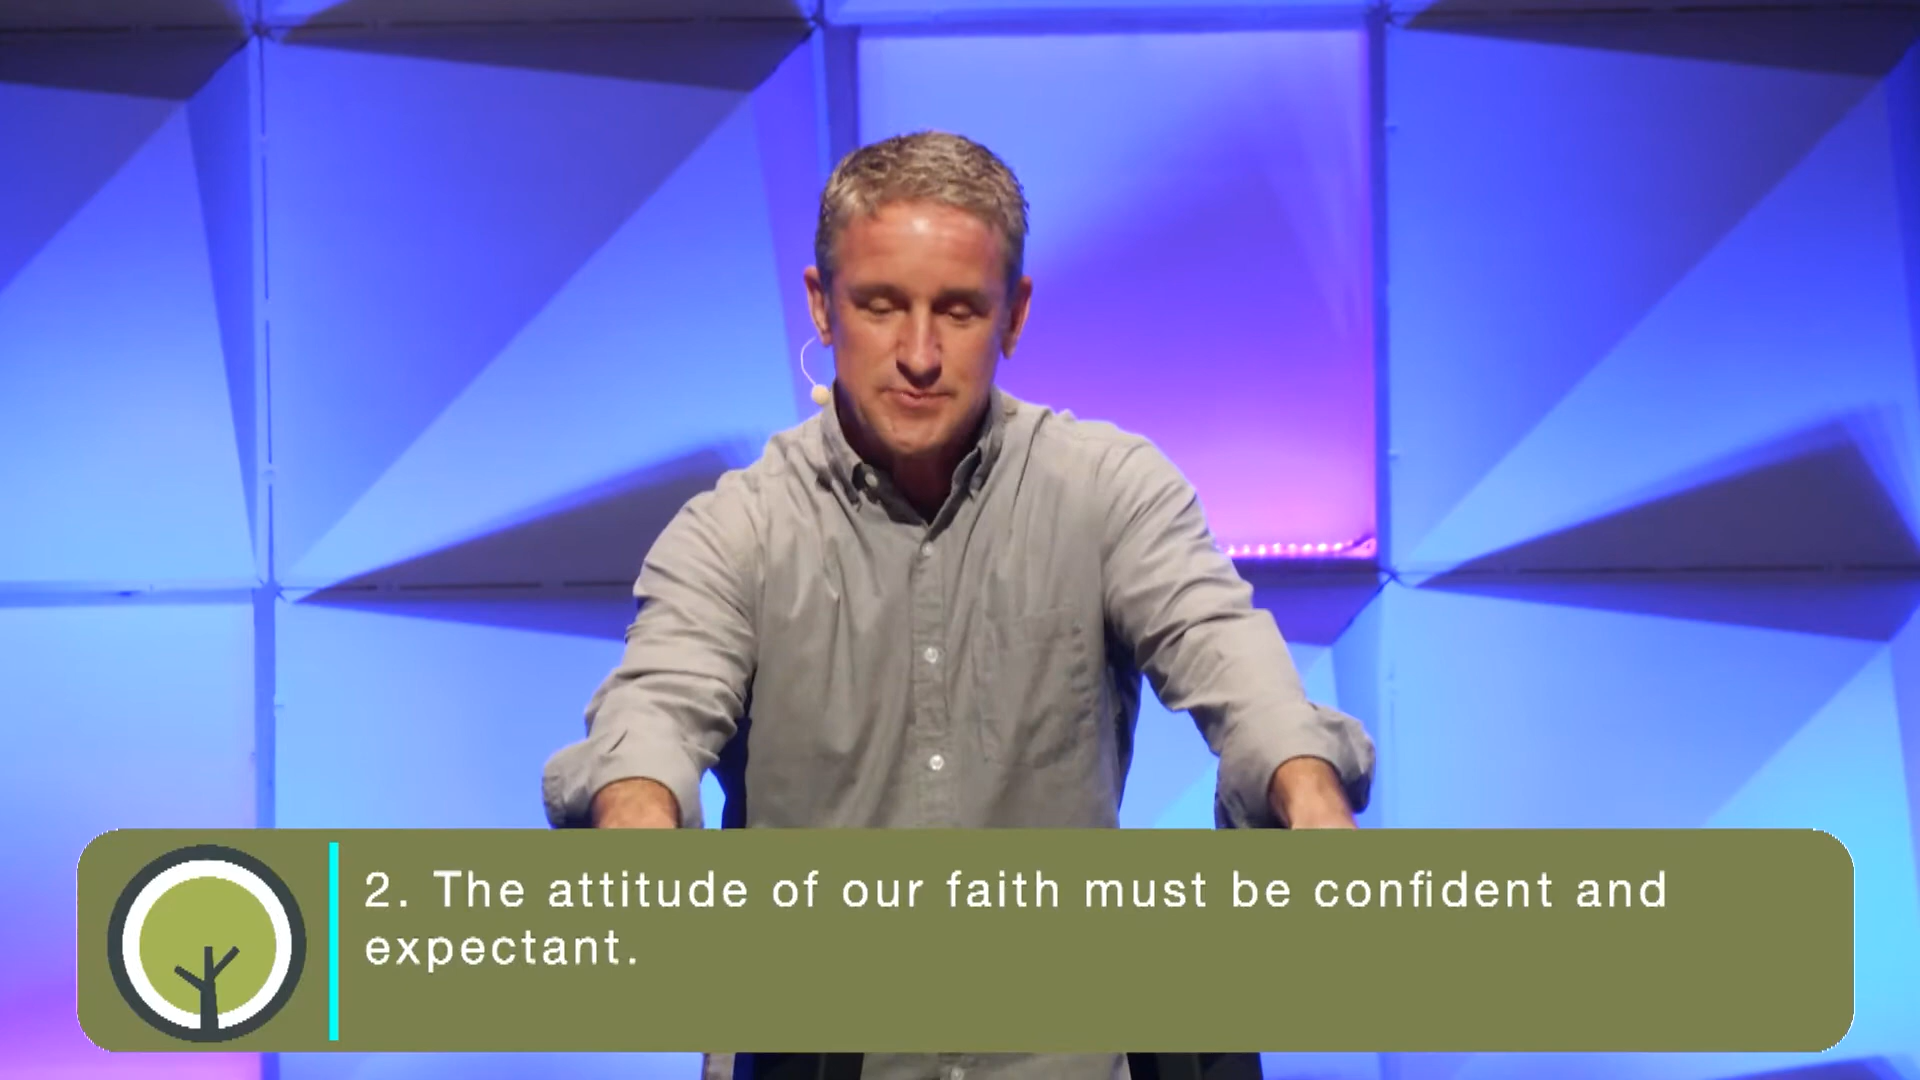 2. The attitude of our faith must be confident and
expectant.